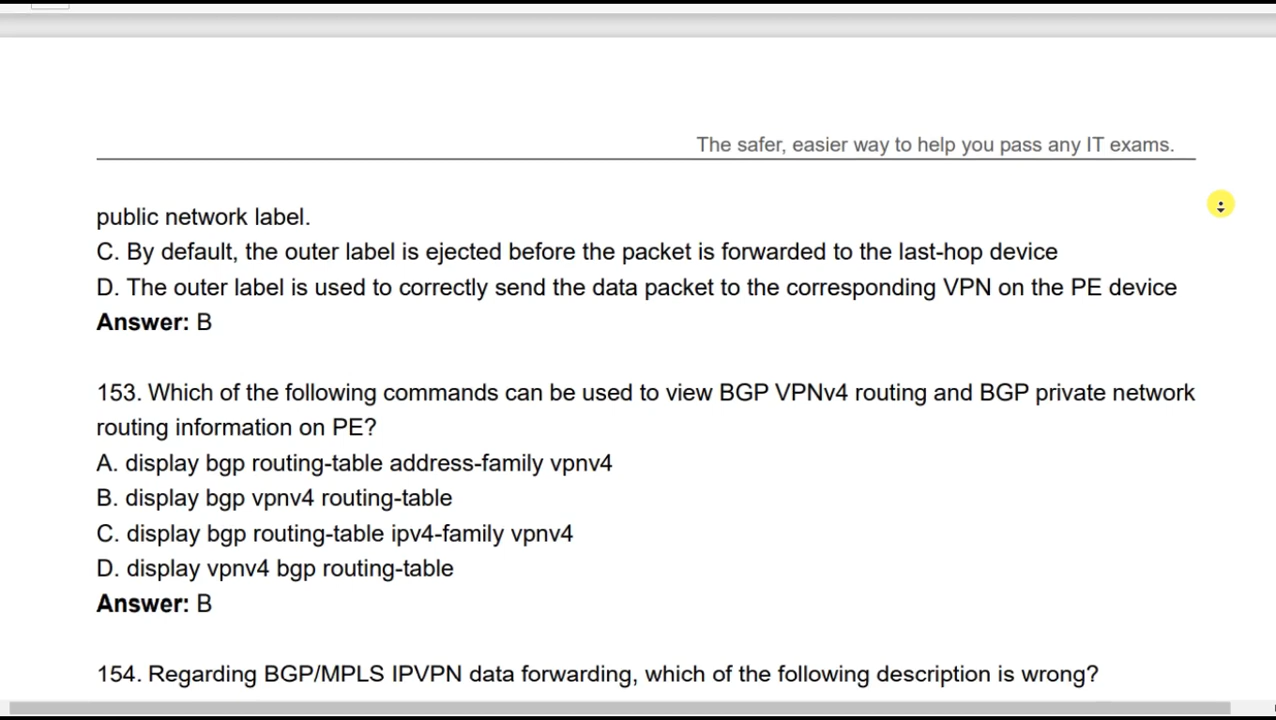 The safer, easier way to help you pass any IT exams.
public network label.
C. By default, the outer label is ejected before the packet is forwarded to the last-hop device
D. The outer label is used to correctly send the data packet to the corresponding VPN on the PE device
Answer: B
153. Which of the following commands can be used to view BGP VPNv4 routing and BGP private network
routing information on PE?
A. display bgp routing-table address-family vpnv4
B. display bgp vpnv4 routing-table
C. display bgp routing-table ipv4-family vpnv4
D. display vpnv4 bgp routing-table
Answer: B
154. Regarding BGP/MPLS IPVPN data forwarding, which of the following description is wrong?